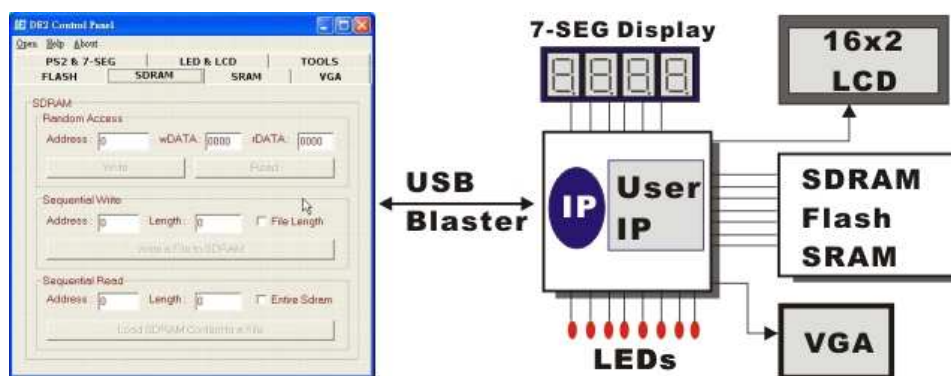 DE2 Control Panel
Open Help About
PS2 & 7-SEG LED & LCD TOOLS
FLASH SDRAM SRAM VGA
SDRAM
Random Access
Address : 0 wDATA : 0000 rDATA : 0000
Write Read
Sequential Write
Address : 0 Length : 0 File Length
Write a File to SDRAM
Sequential Read
Address : 0 Length : 0 Entire Sdram
Load SDRAM Content to a File
USB
Blaster
7-SEG Display
IP
User
IP
LEDs
16x2
LCD
SDRAM
Flash
SRAM
VGA